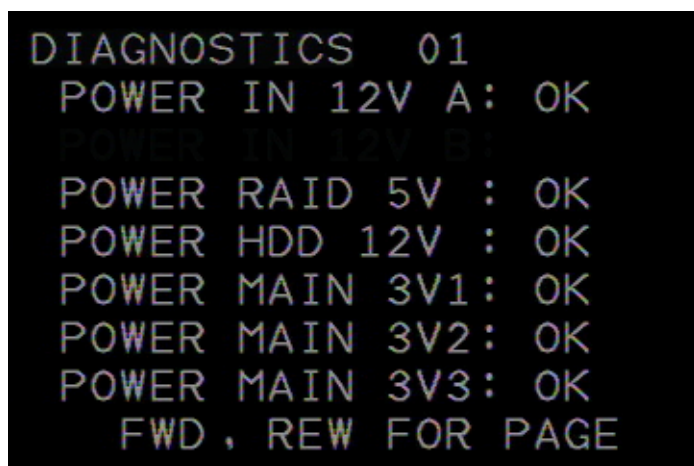 DIAGNOSTICS 01
POWER IN 12V A: OK
POWER IN 12V B:
POWER RAID 5V : OK
POWER HDD 12V : OK
POWER MAIN 3V1: OK
POWER MAIN 3V2: OK
POWER MAIN 3V3: OK
FWD, REW FOR PAGE